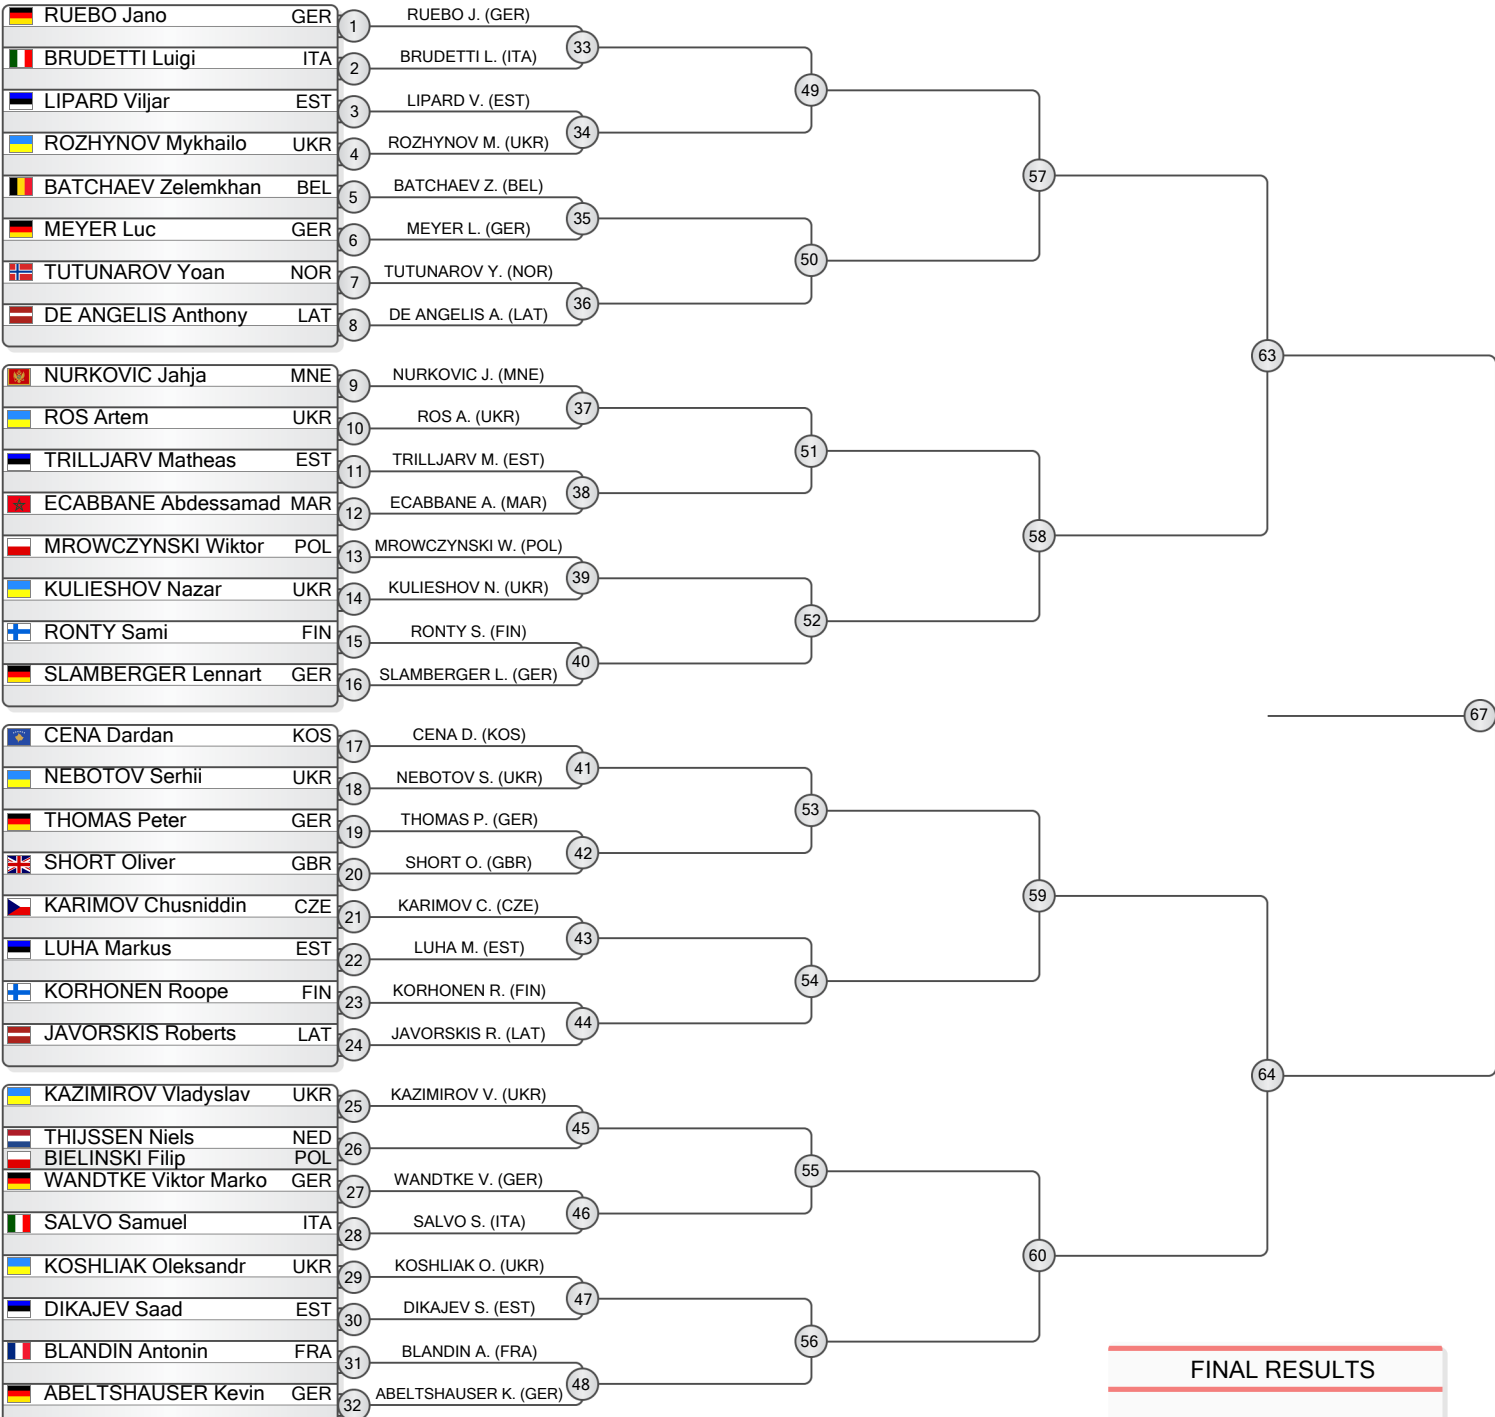 RUEBO Jano GER 1 RUEBO J. (GER)
33
BRUDETTI Luigi ITA 2 BRUDETTI L. (ITA)
49
LIPARD Viljar EST 3 LIPARD V. (EST)
34
ROZHYNOV Mykhailo UKR 4 ROZHYNOV M. (UKR)
57
BATCHAEV Zelemkhan BEL 5 BATCHAEV Z. (BEL)
35
MEYER Luc GER 6 MEYER L. (GER)
50
TUTUNAROV Yoan NOR 7 TUTUNAROV Y. (NOR)
36
DE ANGELIS Anthony LAT 8 DE ANGELIS A. (LAT)
63
NURKOVIC Jahja MNE 9 NURKOVIC J. (MNE)
37
ROS Artem UKR 10 ROS A. (UKR)
51
TRILLJARV Matheas EST 11 TRILLJARV M. (EST)
38
ECABBANE Abdessamad MAR 12 ECABBANE A. (MAR)
58
MROWCZYNSKI Wiktor POL 13 MROWCZYNSKI W. (POL)
39
KULIESHOV Nazar UKR 14 KULIESHOV N. (UKR)
52
RONTY Sami FIN 15 RONTY S. (FIN)
40
SLAMBERGER Lennart GER 16 SLAMBERGER L. (GER)
67
CENA Dardan KOS 17 CENA D. (KOS)
41
NEBOTOV Serhii UKR 18 NEBOTOV S. (UKR)
53
THOMAS Peter GER 19 THOMAS P. (GER)
42
SHORT Oliver GBR 20 SHORT O. (GBR)
59
KARIMOV Chusniddin CZE 21 KARIMOV C. (CZE)
43
LUHA Markus EST 22 LUHA M. (EST)
54
KORHONEN Roope FIN 23 KORHONEN R. (FIN)
44
JAVORSKIS Roberts LAT 24 JAVORSKIS R. (LAT)
64
KAZIMIROV Vladyslav UKR 25 KAZIMIROV V. (UKR)
45
THIJSSEN Niels NED 26
BIELINSKI Filip POL
55
WANDTKE Viktor Marko GER 27 WANDTKE V. (GER)
46
SALVO Samuel ITA 28 SALVO S. (ITA)
60
KOSHLIAK Oleksandr UKR 29 KOSHLIAK O. (UKR)
47
DIKAJEV Saad EST 30 DIKAJEV S. (EST)
56
BLANDIN Antonin FRA 31 BLANDIN A. (FRA)
48
ABELTSHAUSER Kevin GER 32 ABELTSHAUSER K. (GER)
FINAL RESULTS